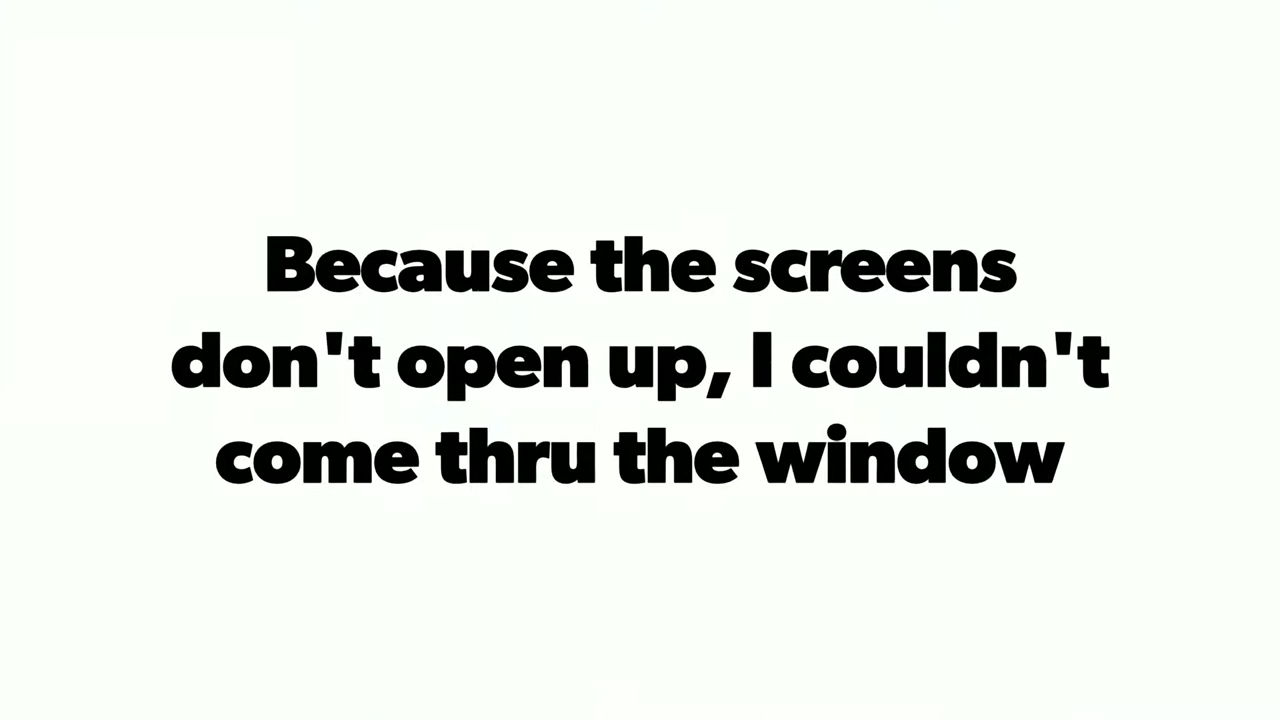 Because the screens
don't open up, I couldn't
come thru the window